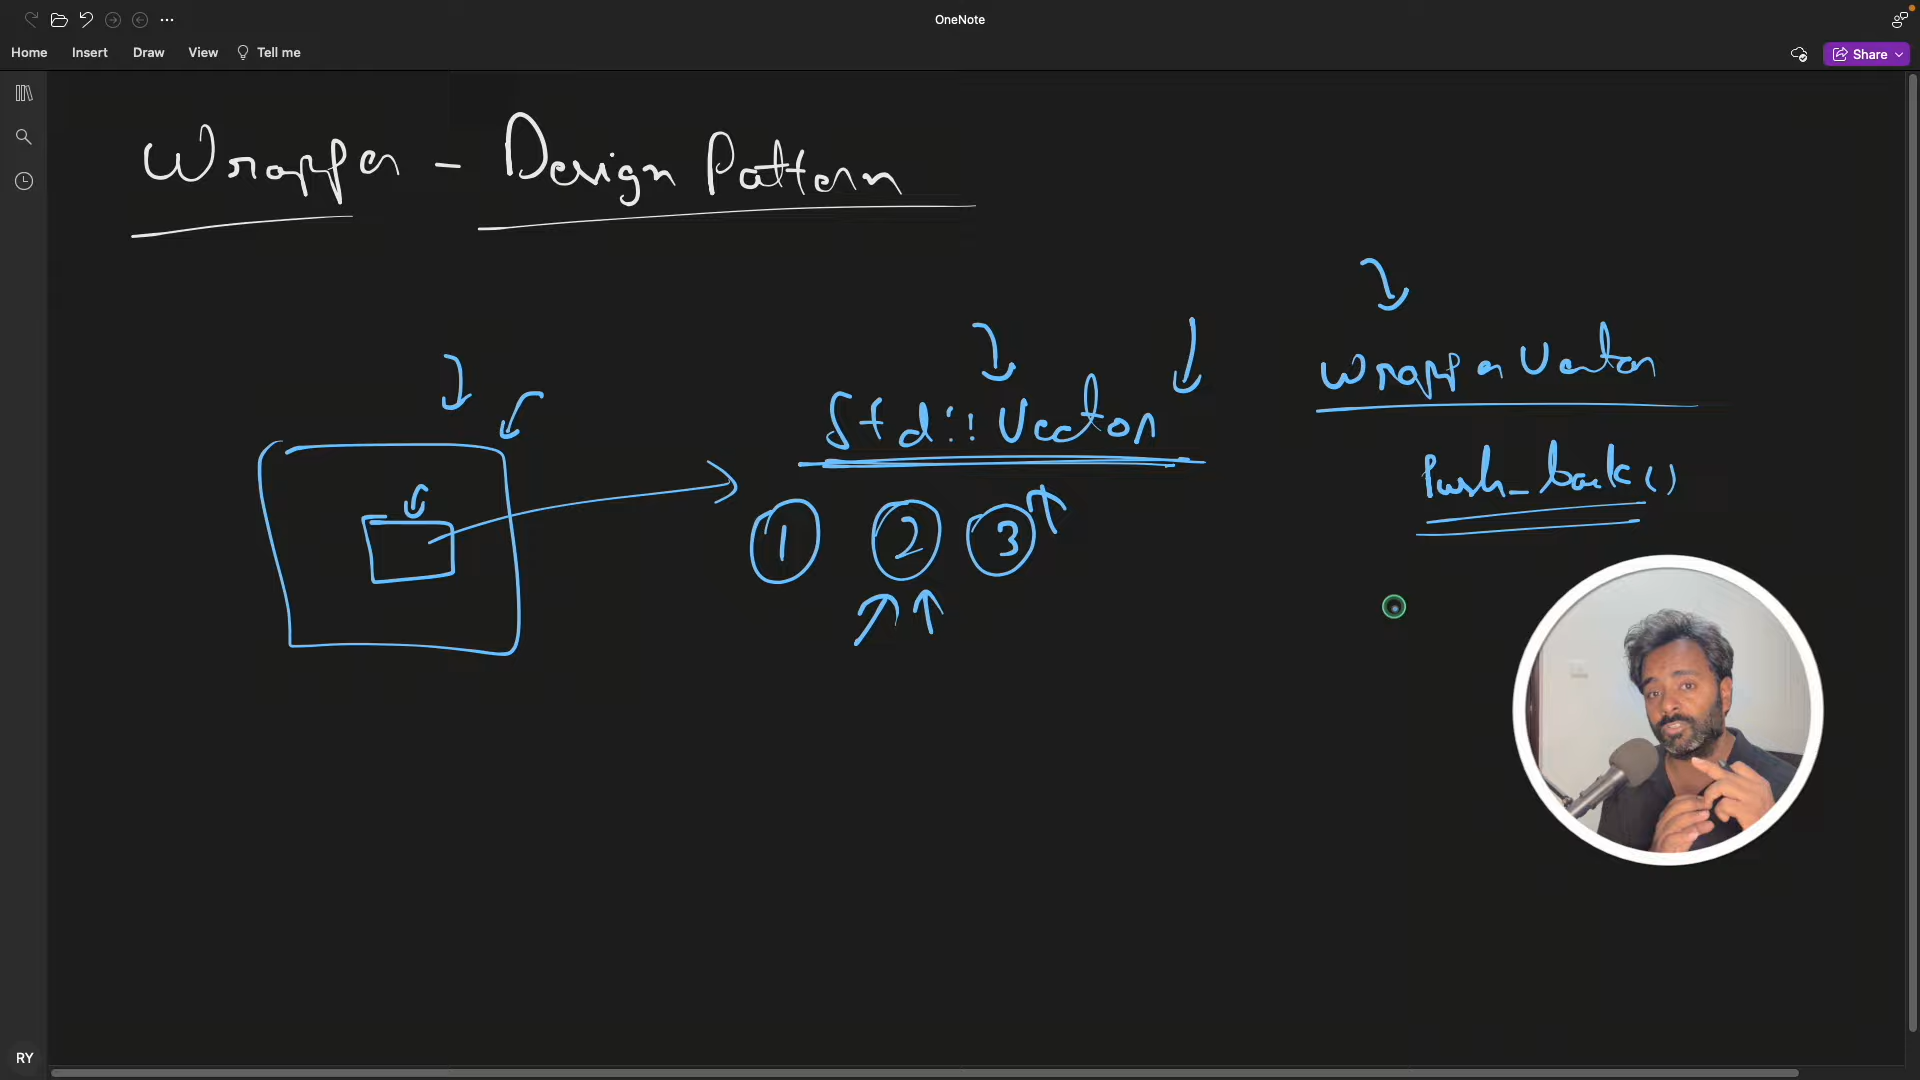 OneNote
Home Insert Draw View Tell me
Share
Wrapper - Design Pattern
Wrapper Vector
Std:: Vector
Push_back()
1 2 3
RY